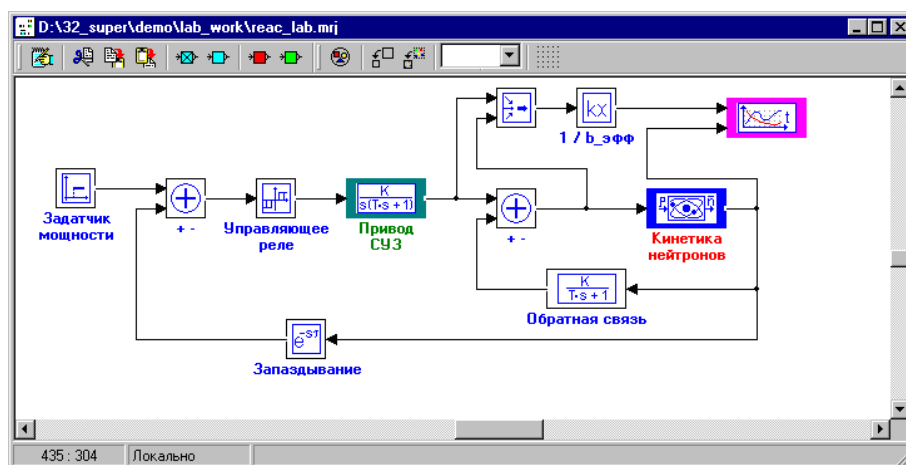 D:\32_super\demo\lab_work\reac_lab.mrj
kx
t
1 / b_эфф
K
s(T·s + 1)
Задатчик
мощности
+ -
Управляющее
реле
Привод
СУЗ
+ -
Кинетика
нейтронов
K
T·s + 1
Обратная связь
e^-sτ
Запаздывание
435 : 304
Локально